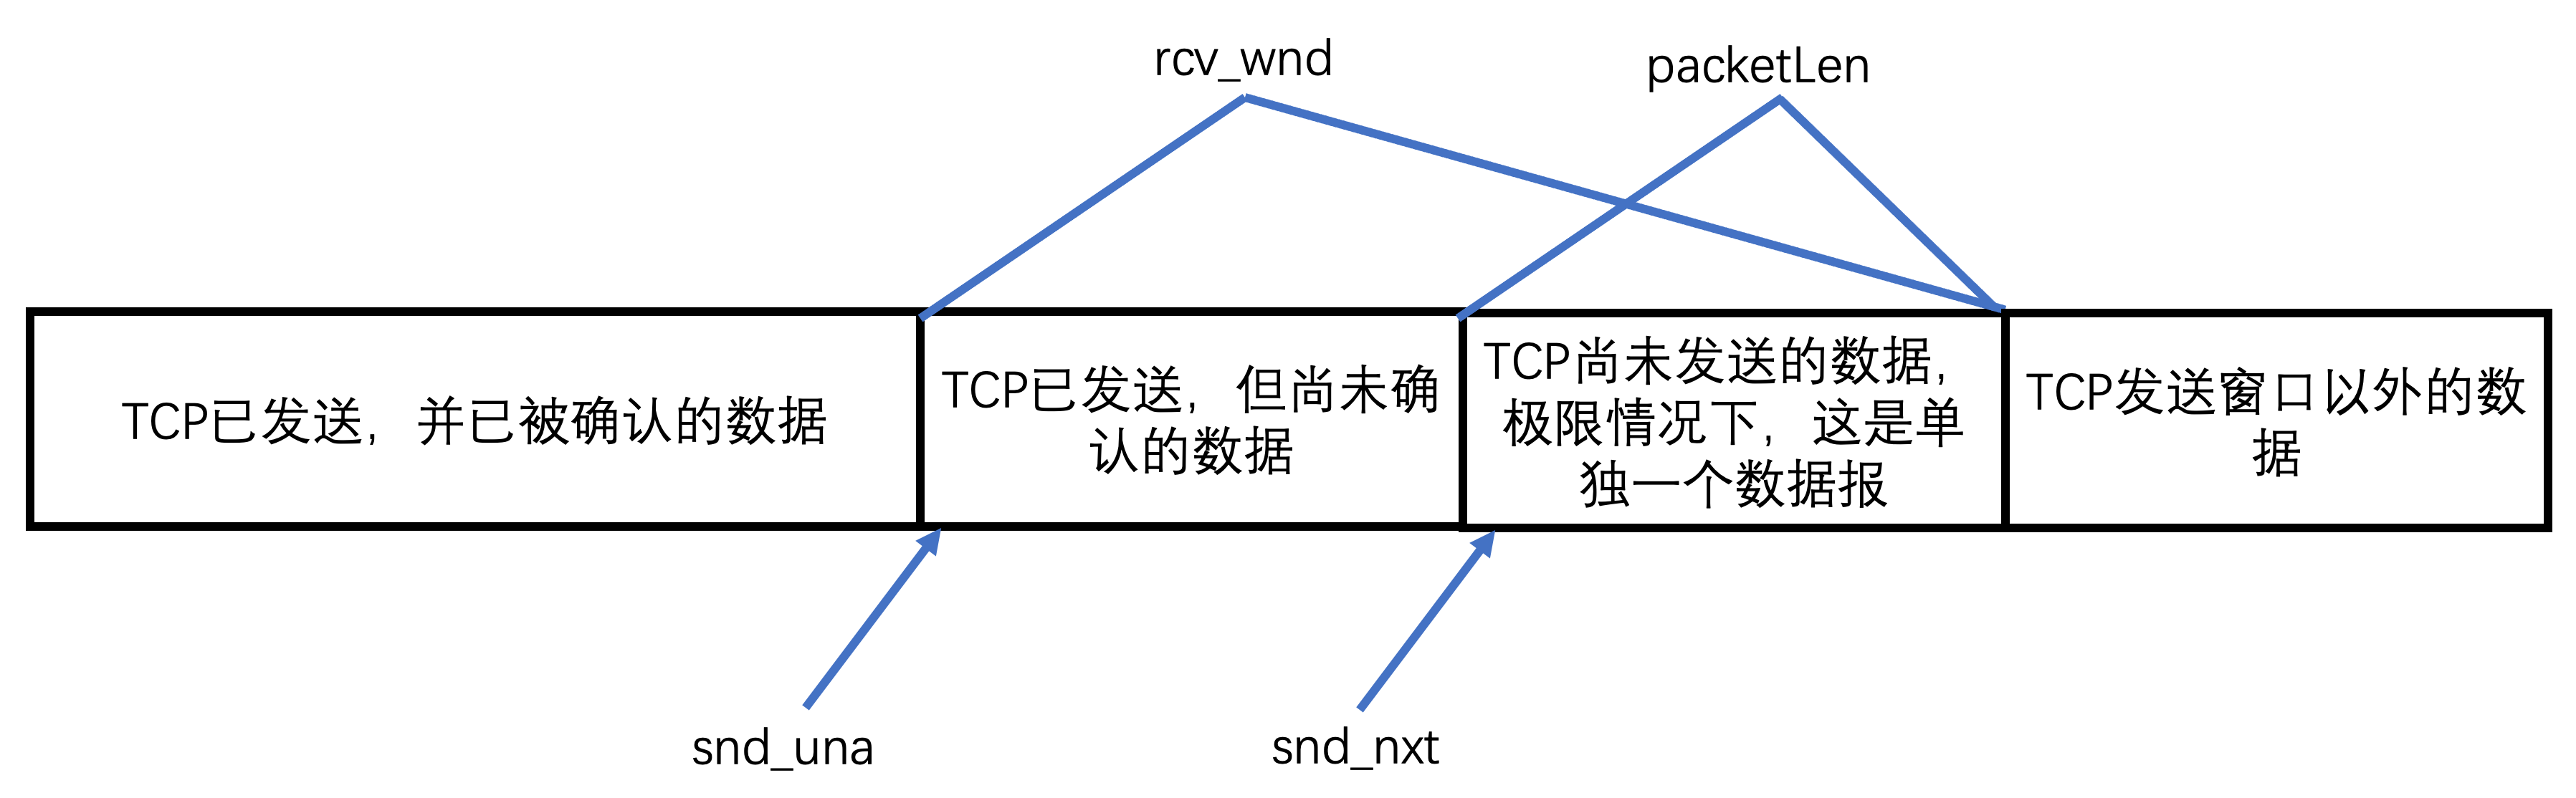 rcv_wnd
packetLen
TCP已发送，并已被确认的数据
TCP已发送，但尚未确
认的数据
TCP尚未发送的数据，
极限情况下，这是单
独一个数据报
TCP发送窗口以外的数
据
snd_una
snd_nxt